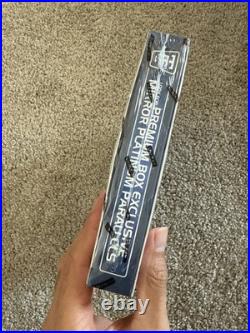 PREMIUM BOX EXCLUSIVE
MIRROR PLATINUM PARALLELS